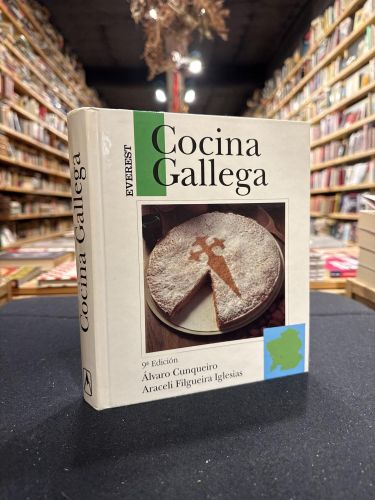 EVEREST
Cocina
Gallega
9ª Edición
Álvaro Cunqueiro
Araceli Filgueira Iglesias
Cocina Gallega